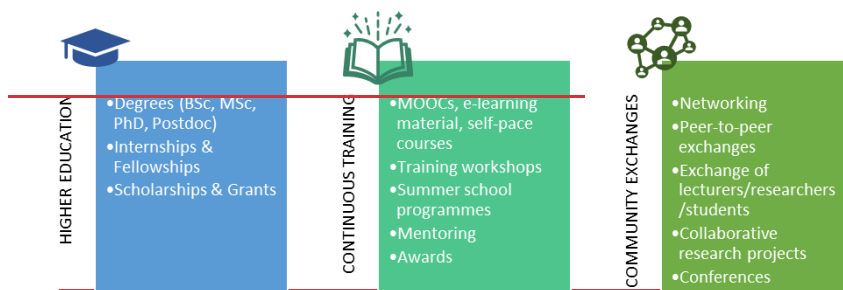 HIGHER EDUCATION
•Degrees (BSc, MSc,
PhD, Postdoc)
•Internships &
Fellowships
•Scholarships & Grants
CONTINUOUS TRAINING
•MOOCs, e-learning
material, self-pace
courses
•Training workshops
•Summer school
programmes
•Mentoring
•Awards
COMMUNITY EXCHANGES
•Networking
•Peer-to-peer
exchanges
•Exchange of
lecturers/researchers
/students
•Collaborative
research projects
•Conferences